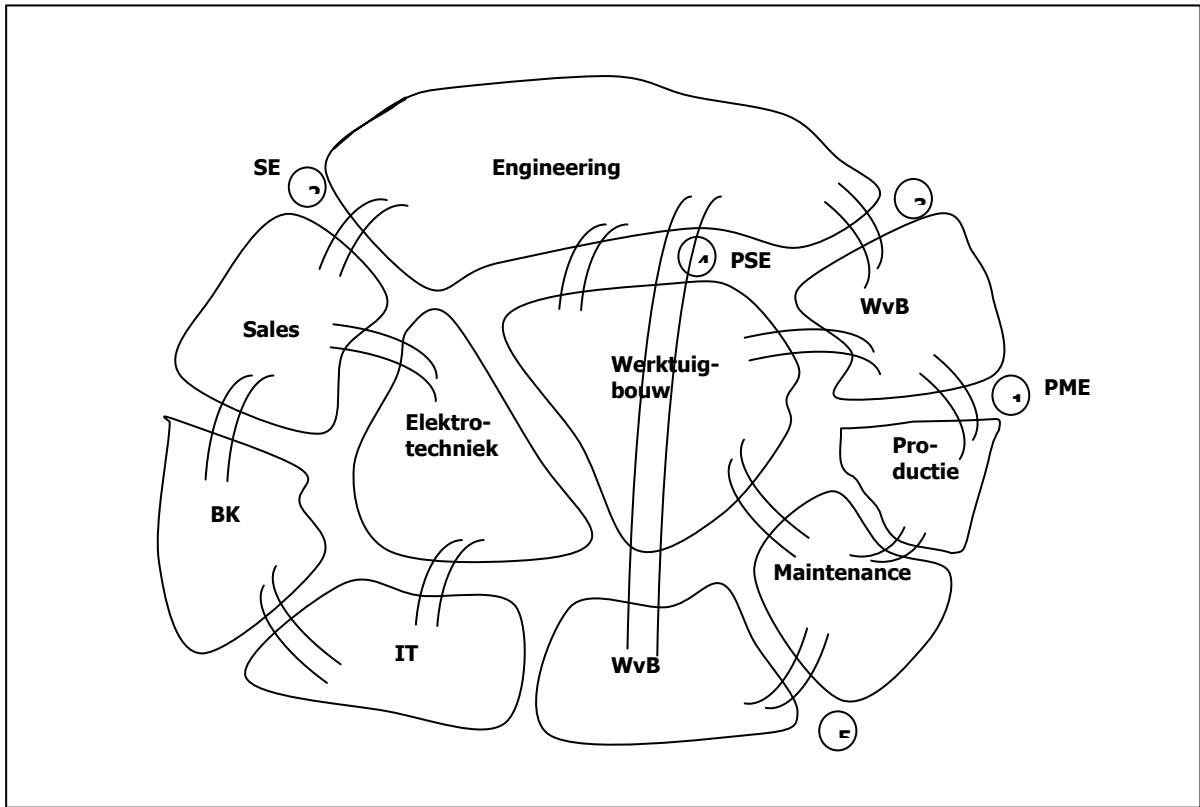 SE
Engineering
PSE
WvB
Sales
Werktuig-
bouw
PME
Elektro-
techniek
Pro-
ductie
BK
Maintenance
IT
WvB